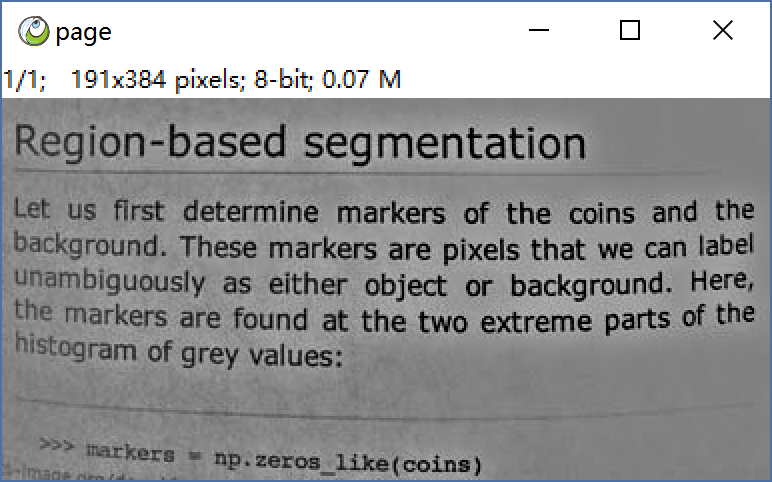 page
1/1; 191x384 pixels; 8-bit; 0.07 M
Region-based segmentation
Let us first determine markers of the coins and the
background. These markers are pixels that we can label
unambiguously as either object or background. Here,
the markers are found at the two extreme parts of the
histogram of grey values:
>>> markers = np.zeros_like(coins)